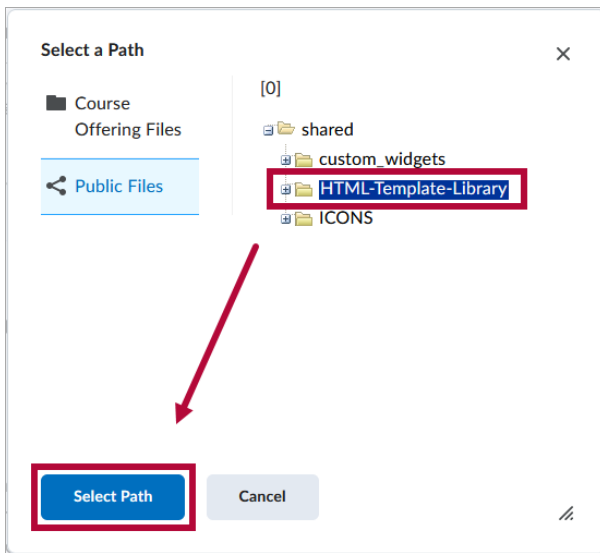 Select a Path
Course
Offering Files
Public Files
[0]
shared
custom_widgets
HTML-Template-Library
ICONS
Select Path
Cancel